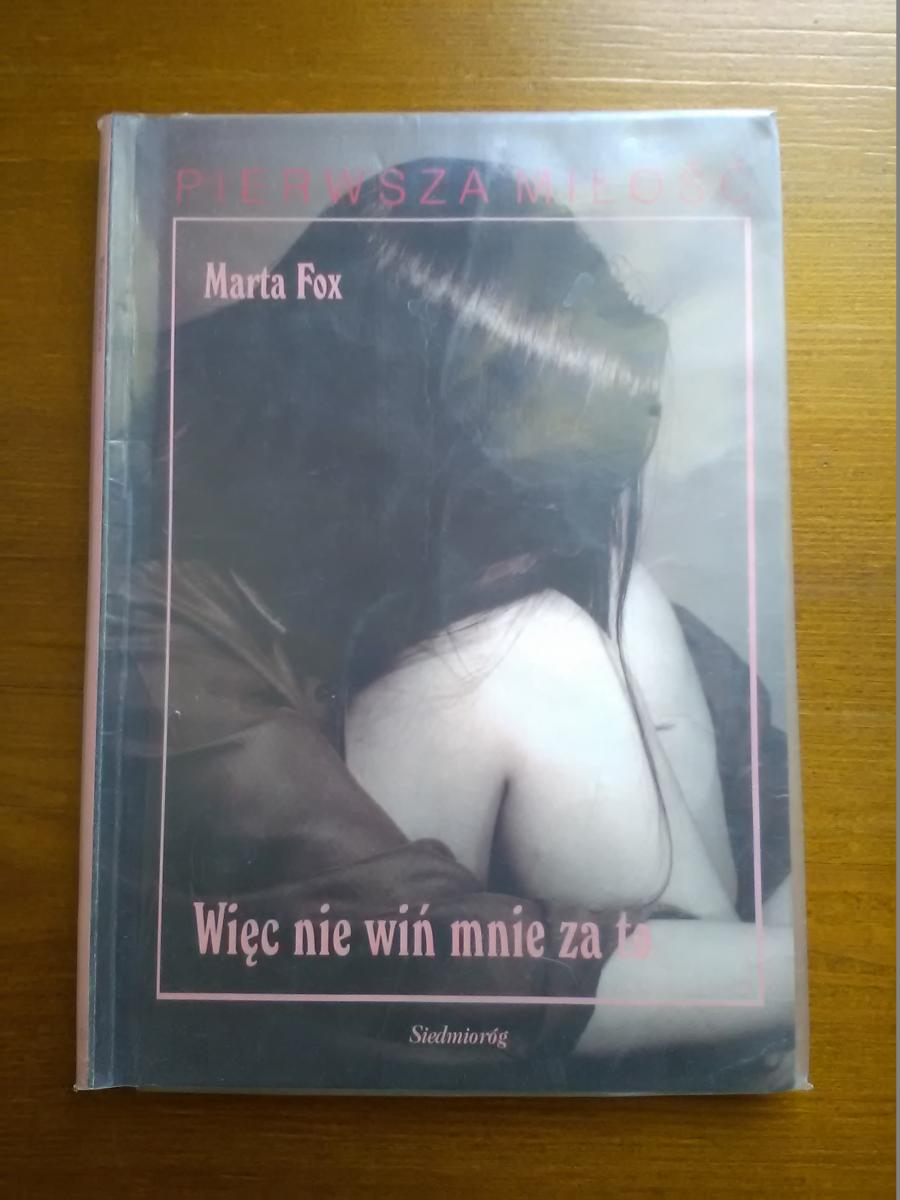 PIERWSZA MIŁOŚĆ
Marta Fox
Więc nie wiń mnie za to
Siedmioróg